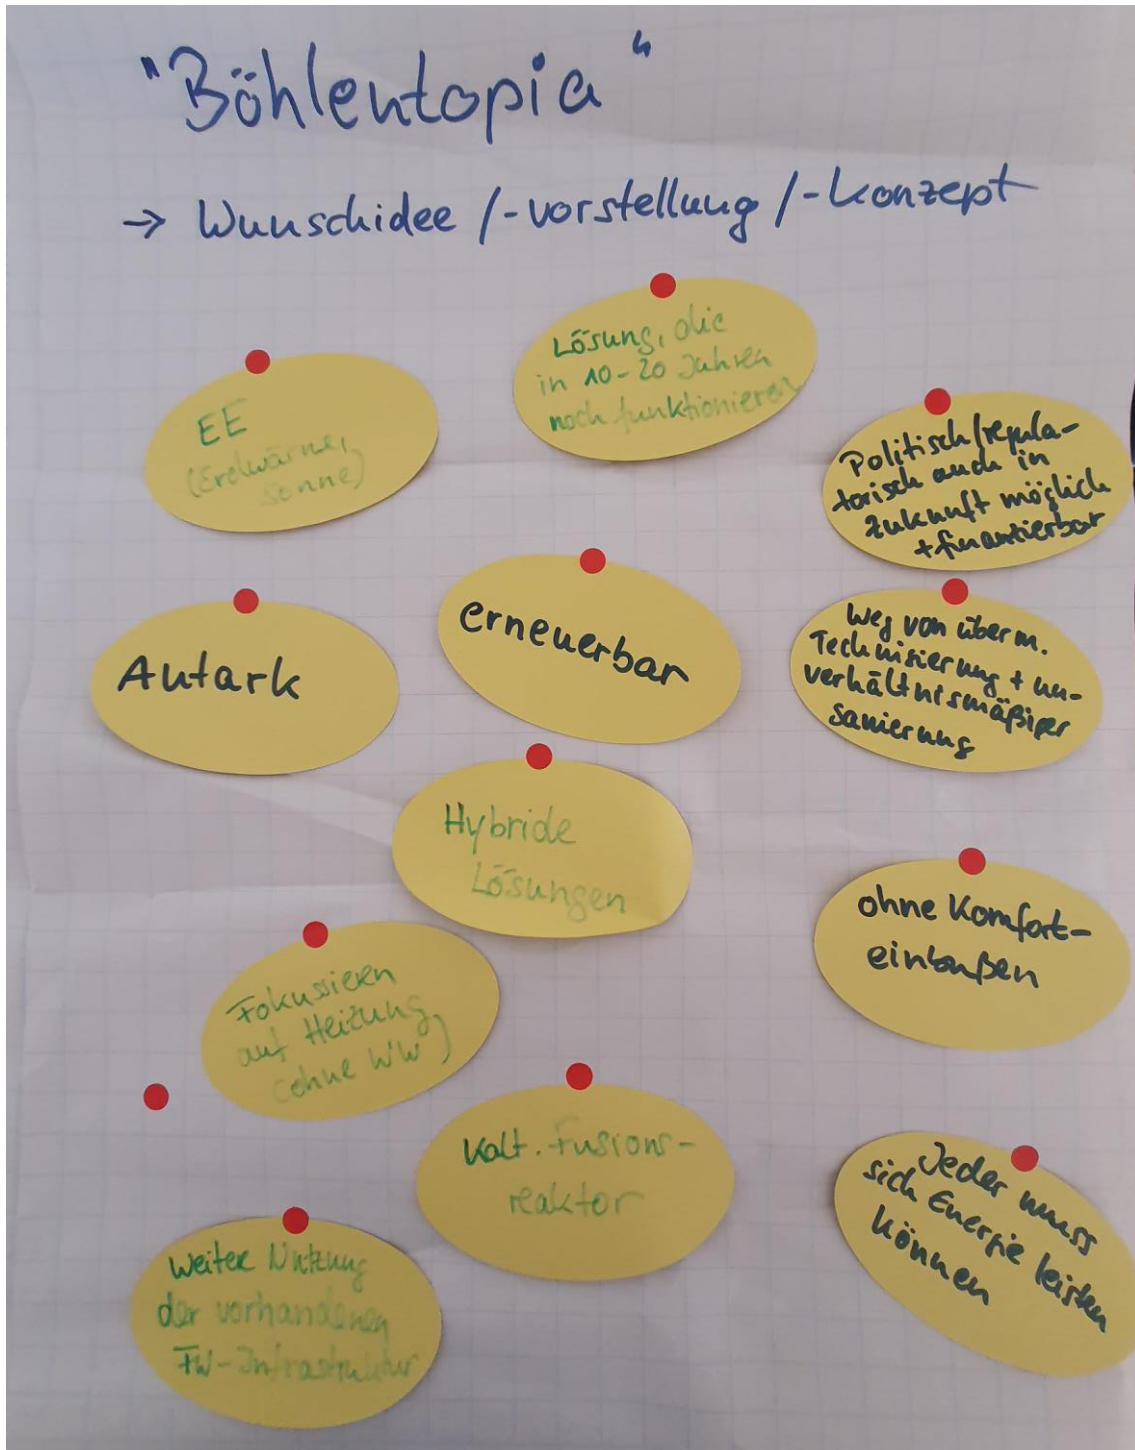 "Böhlentopia"
→ Wunschidee /-vorstellung /-konzept
Lösung, die
in 10-20 Jahren
noch funktionieren
EE
(Erdwärme,
Sonne)
Politisch/regula-
torisch auch in
Zukunft möglich
+ finanzierbar
Autark
erneuerbar
Weg von überm.
Technisierung + un-
verhältnismäßiger
Sanierung
Hybride
Lösungen
ohne Komfort-
einbußen
Fokussieren
auf Heizung
(ohne WW)
Kalt. Fusions-
reaktor
Jeder muss
sich Energie leisten
können
Weiter Nutzung
der vorhandenen
FW-Infrastruktur